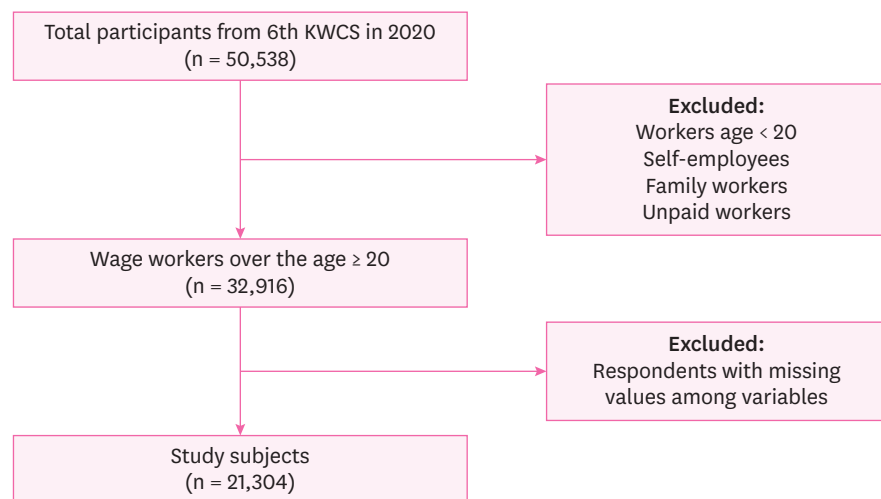 Total participants from 6th KWCS in 2020
(n = 50,538)
Excluded:
Workers age < 20
Self-employees
Family workers
Unpaid workers
Wage workers over the age ≥ 20
(n = 32,916)
Excluded:
Respondents with missing
values among variables
Study subjects
(n = 21,304)